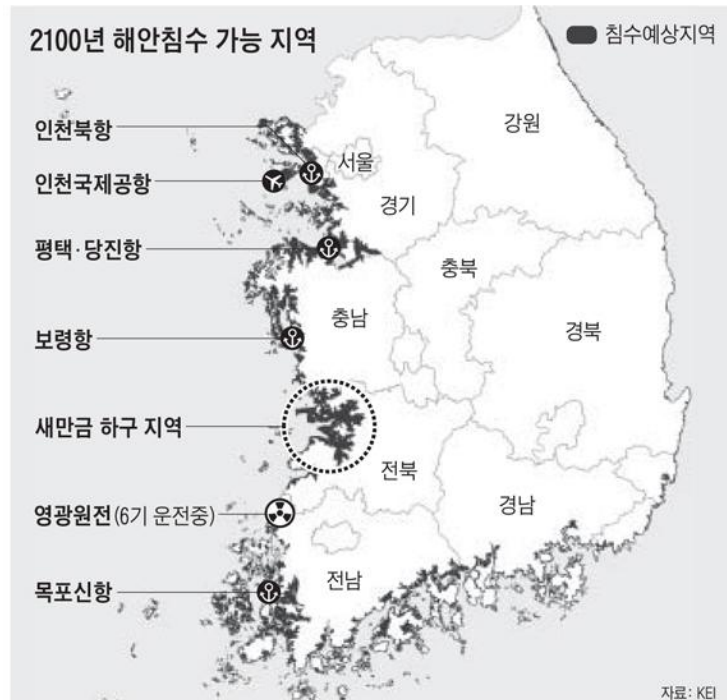 2100년 해안침수 가능 지역
침수예상지역
인천북항
인천국제공항
평택·당진항
보령항
새만금 하구 지역
영광원전(6기 운전중)
목포신항
강원
서울
경기
충북
충남
경북
전북
경남
전남
자료: KEI